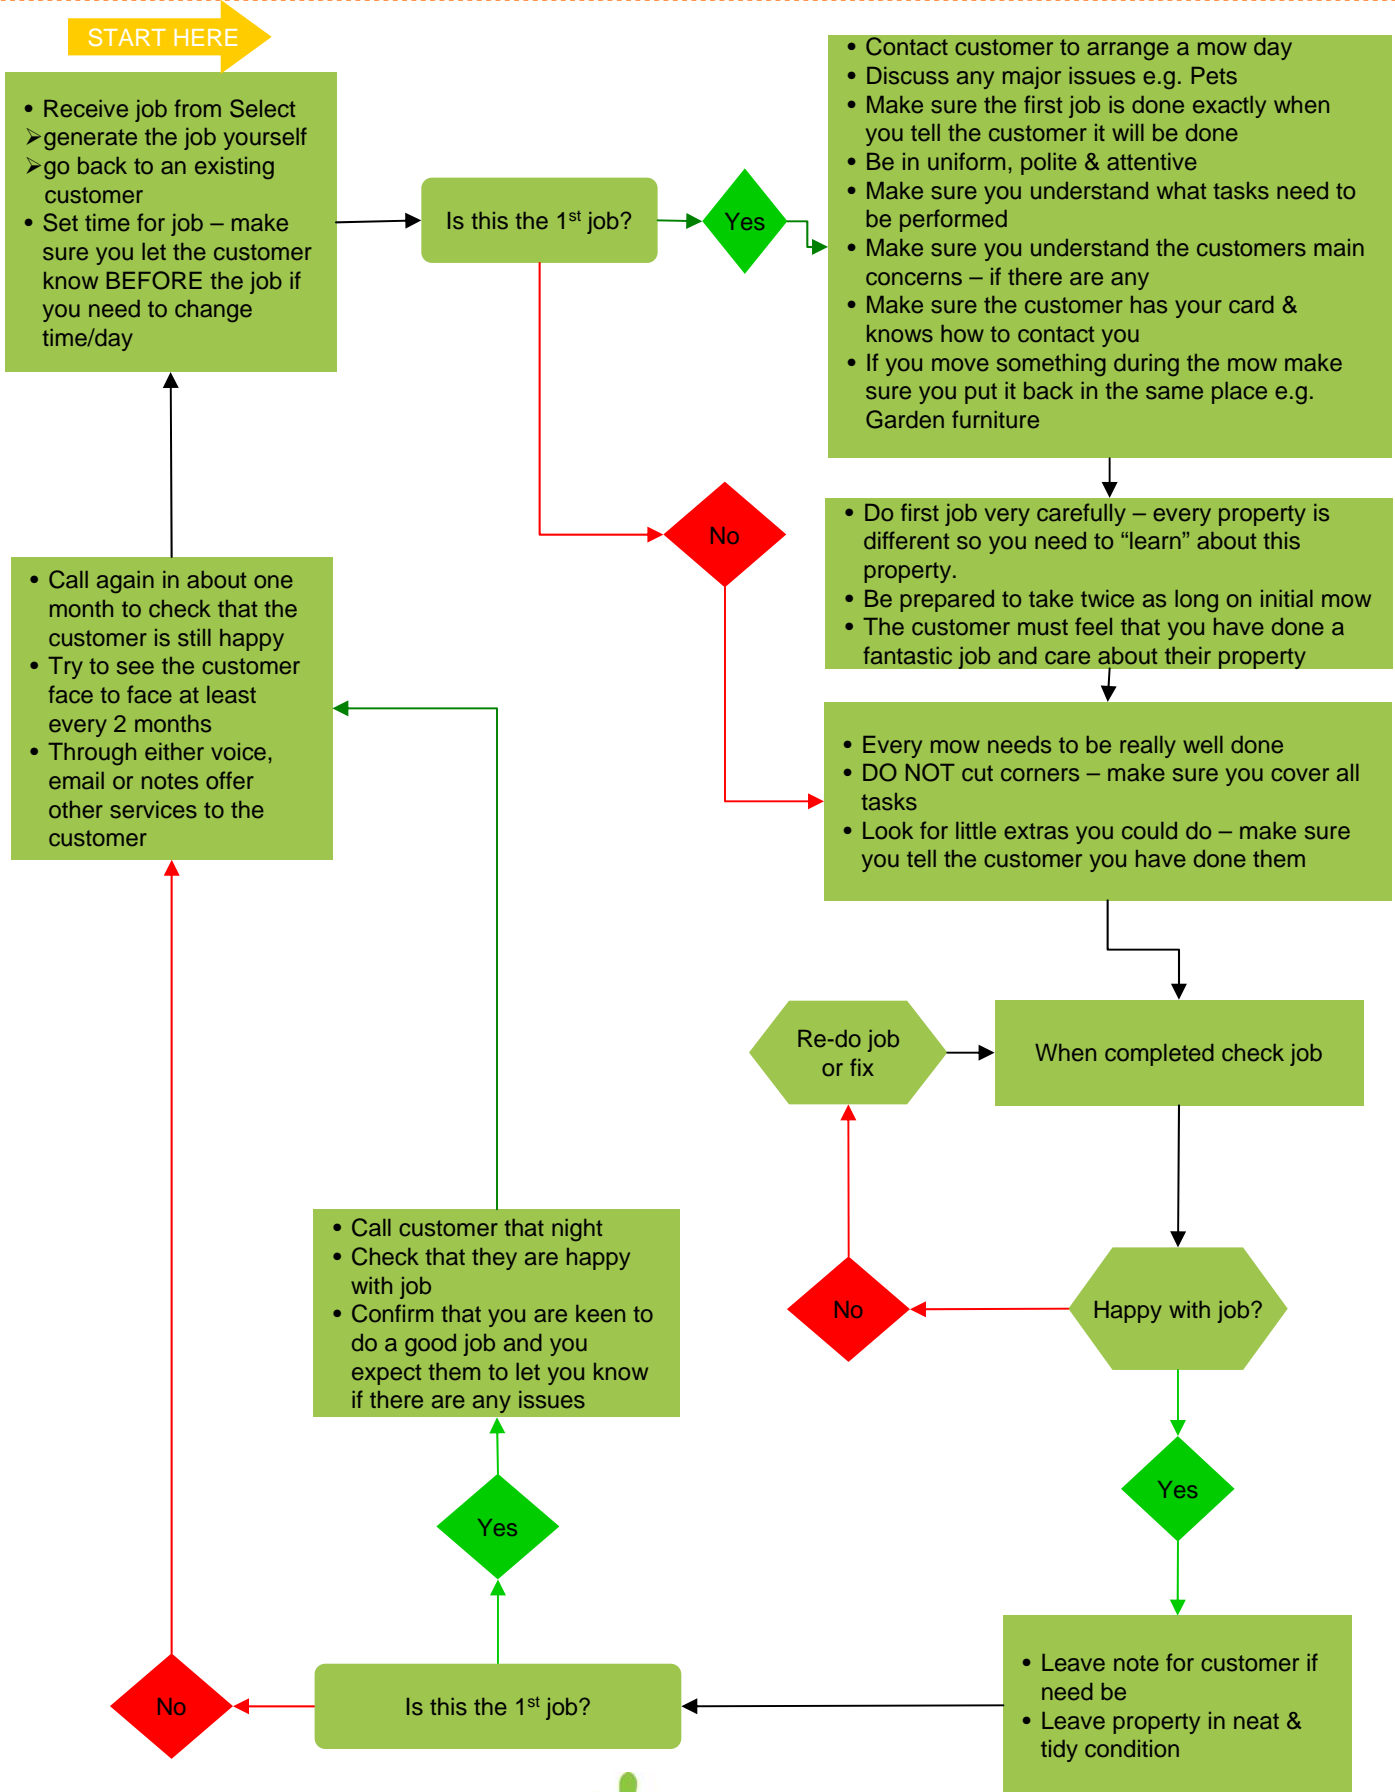 START HERE
• Receive job from Select
➢generate the job yourself
➢go back to an existing
customer
• Set time for job – make
sure you let the customer
know BEFORE the job if
you need to change
time/day
Is this the 1st job?
Yes
• Contact customer to arrange a mow day
• Discuss any major issues e.g. Pets
• Make sure the first job is done exactly when
you tell the customer it will be done
• Be in uniform, polite & attentive
• Make sure you understand what tasks need to
be performed
• Make sure you understand the customers main
concerns – if there are any
• Make sure the customer has your card &
knows how to contact you
• If you move something during the mow make
sure you put it back in the same place e.g.
Garden furniture
No
• Do first job very carefully – every property is
different so you need to “learn” about this
property.
• Be prepared to take twice as long on initial mow
• The customer must feel that you have done a
fantastic job and care about their property
• Call again in about one
month to check that the
customer is still happy
• Try to see the customer
face to face at least
every 2 months
• Through either voice,
email or notes offer
other services to the
customer
• Every mow needs to be really well done
• DO NOT cut corners – make sure you cover all
tasks
• Look for little extras you could do – make sure
you tell the customer you have done them
Re-do job
or fix
When completed check job
• Call customer that night
• Check that they are happy
with job
• Confirm that you are keen to
do a good job and you
expect them to let you know
if there are any issues
No
Happy with job?
Yes
Yes
• Leave note for customer if
need be
• Leave property in neat &
tidy condition
Is this the 1st job?
No